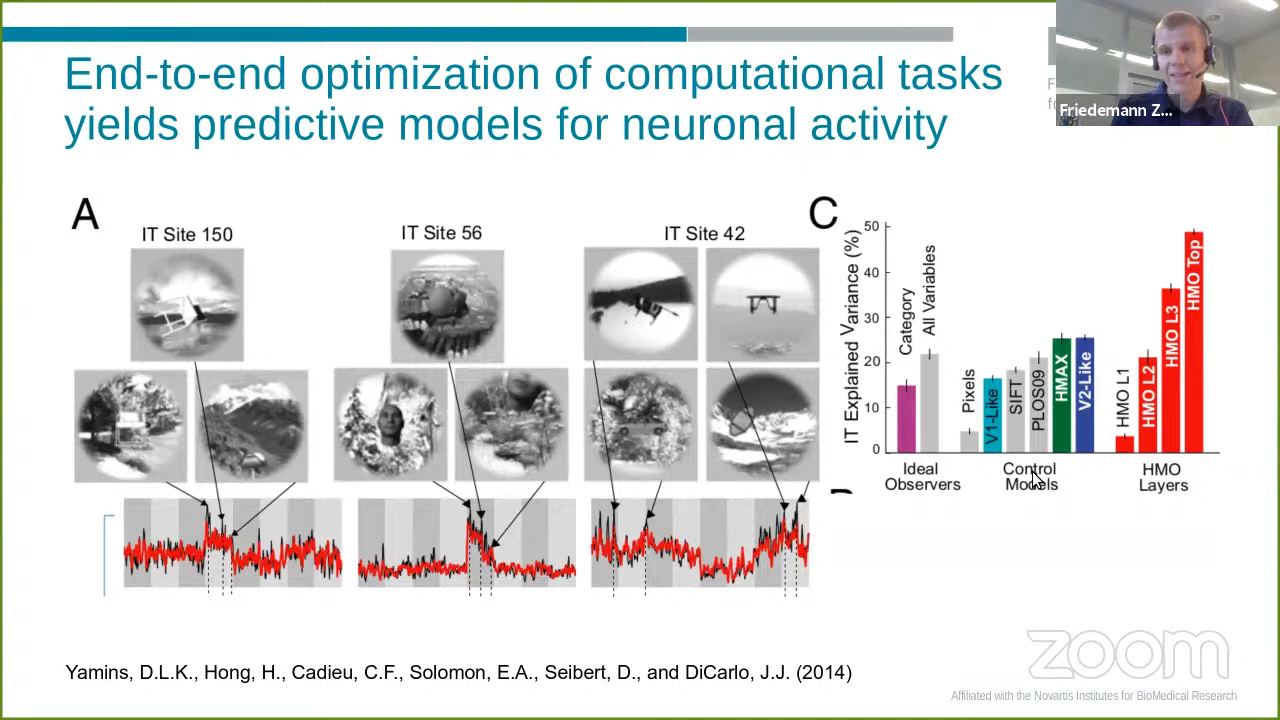 End-to-end optimization of computational tasks
yields predictive models for neuronal activity
Friedemann Z...
A
IT Site 150
IT Site 56
IT Site 42
C
IT Explained Variance (%)
50
40
30
20
10
0
Category
All Variables
Pixels
V1-Like
SIFT
PLOS09
HMAX
V2-Like
HMO L1
HMO L2
HMO L3
HMO Top
Ideal
Observers
Control
Models
HMO
Layers
Yamins, D.L.K., Hong, H., Cadieu, C.F., Solomon, E.A., Seibert, D., and DiCarlo, J.J. (2014)
zoom
Affiliated with the Novartis Institutes for BioMedical Research